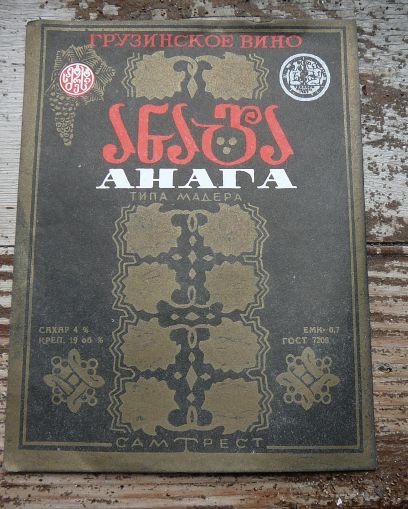 ГРУЗИНСКОЕ ВИНО
ანაგა
АНАГА
ТИПА МАДЕРА
САХАР 4 %
КРЕП. 19 об %
ЕМК. 0,7
ГОСТ 7208
САМТРЕСТ